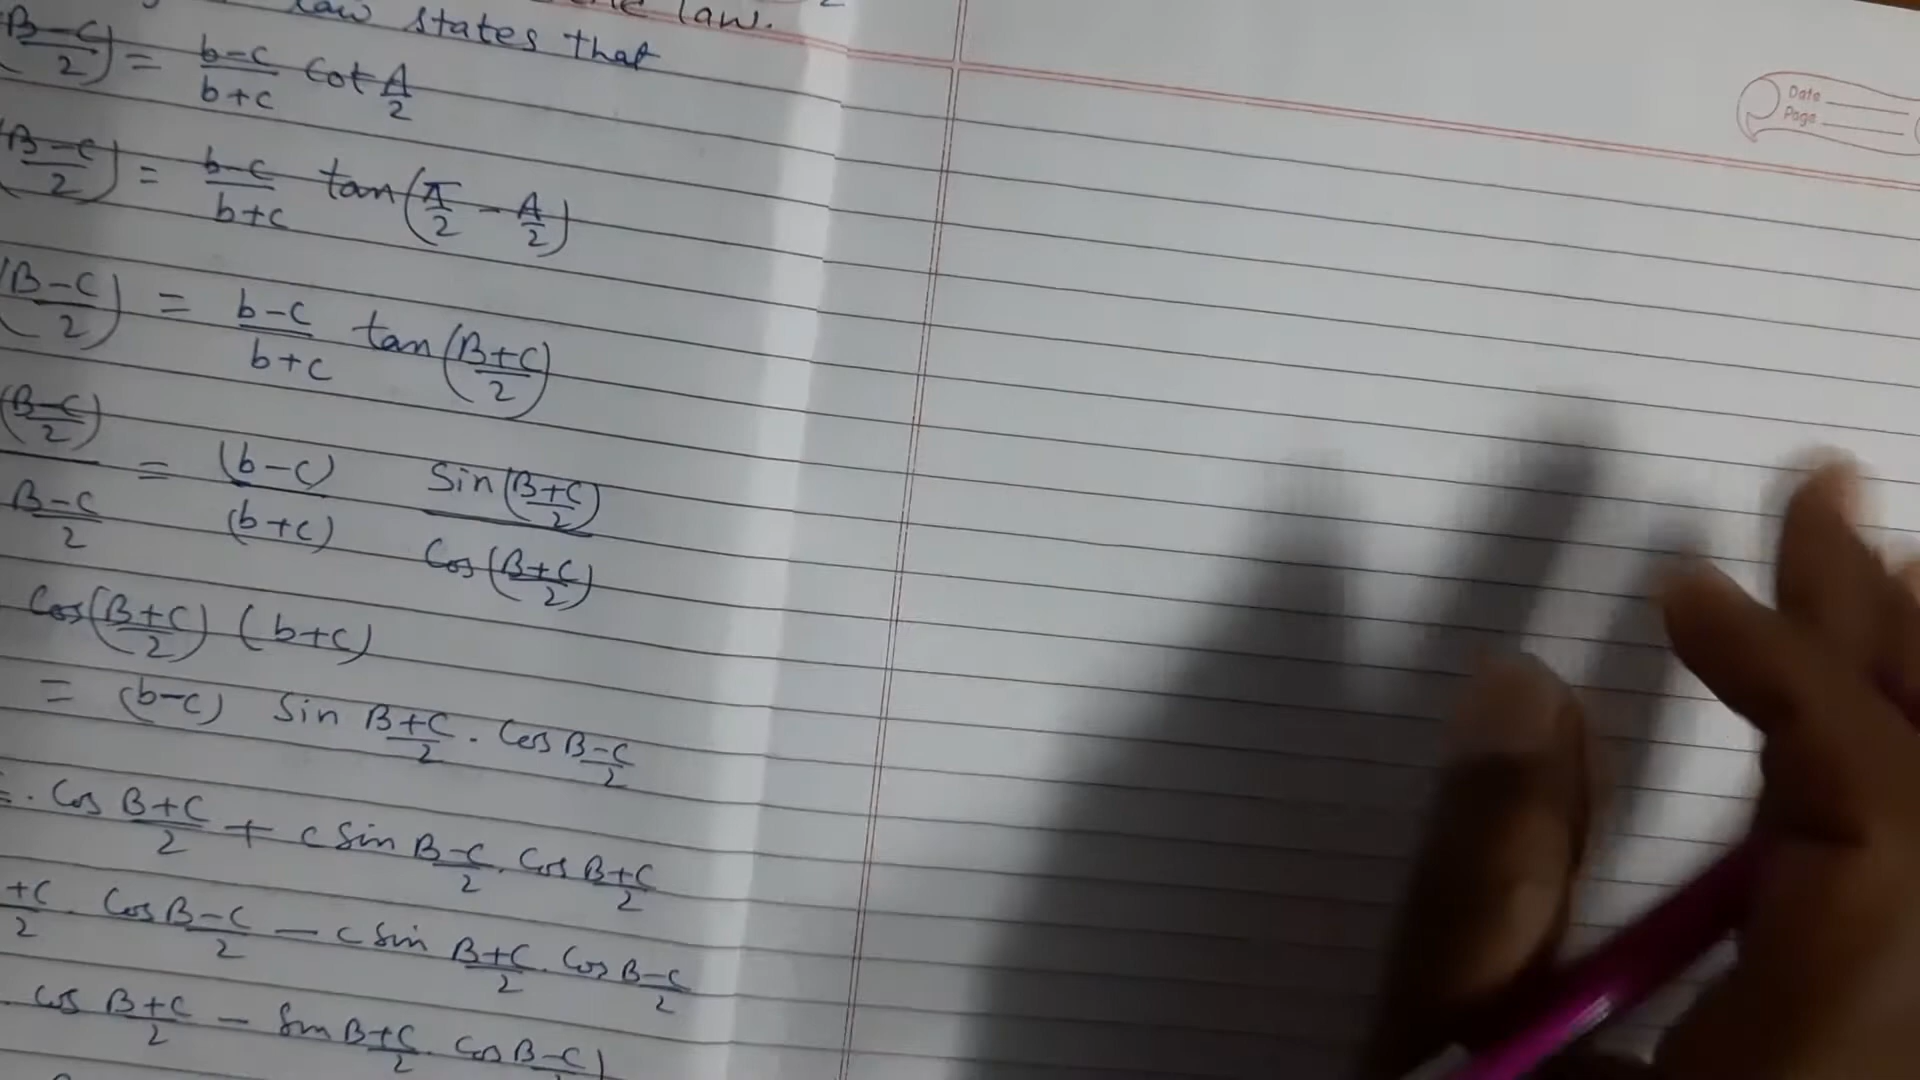 law.
law states that
(B-C/2) = b-c/b+c cot A/2
(B-C/2) = b-c/b+c tan(π/2 - A/2)
(B-C/2) = b-c/b+c tan(B+C/2)
(B-C/2)/B-C/2 = (b-c)/(b+c) Sin(B+C/2)/Cos(B+C/2)
Cos(B+C/2) (b+c)
= (b-c) Sin B+C/2 . Cos B-C/2
. Cos B+C/2 + c Sin B-C/2 . Cos B+C/2
+C/2 . Cos B-C/2 - c Sin B+C/2 . Cos B-C/2
. Cos B+C/2 - Sin B+C/2 . Cos B-C)
Date
Page